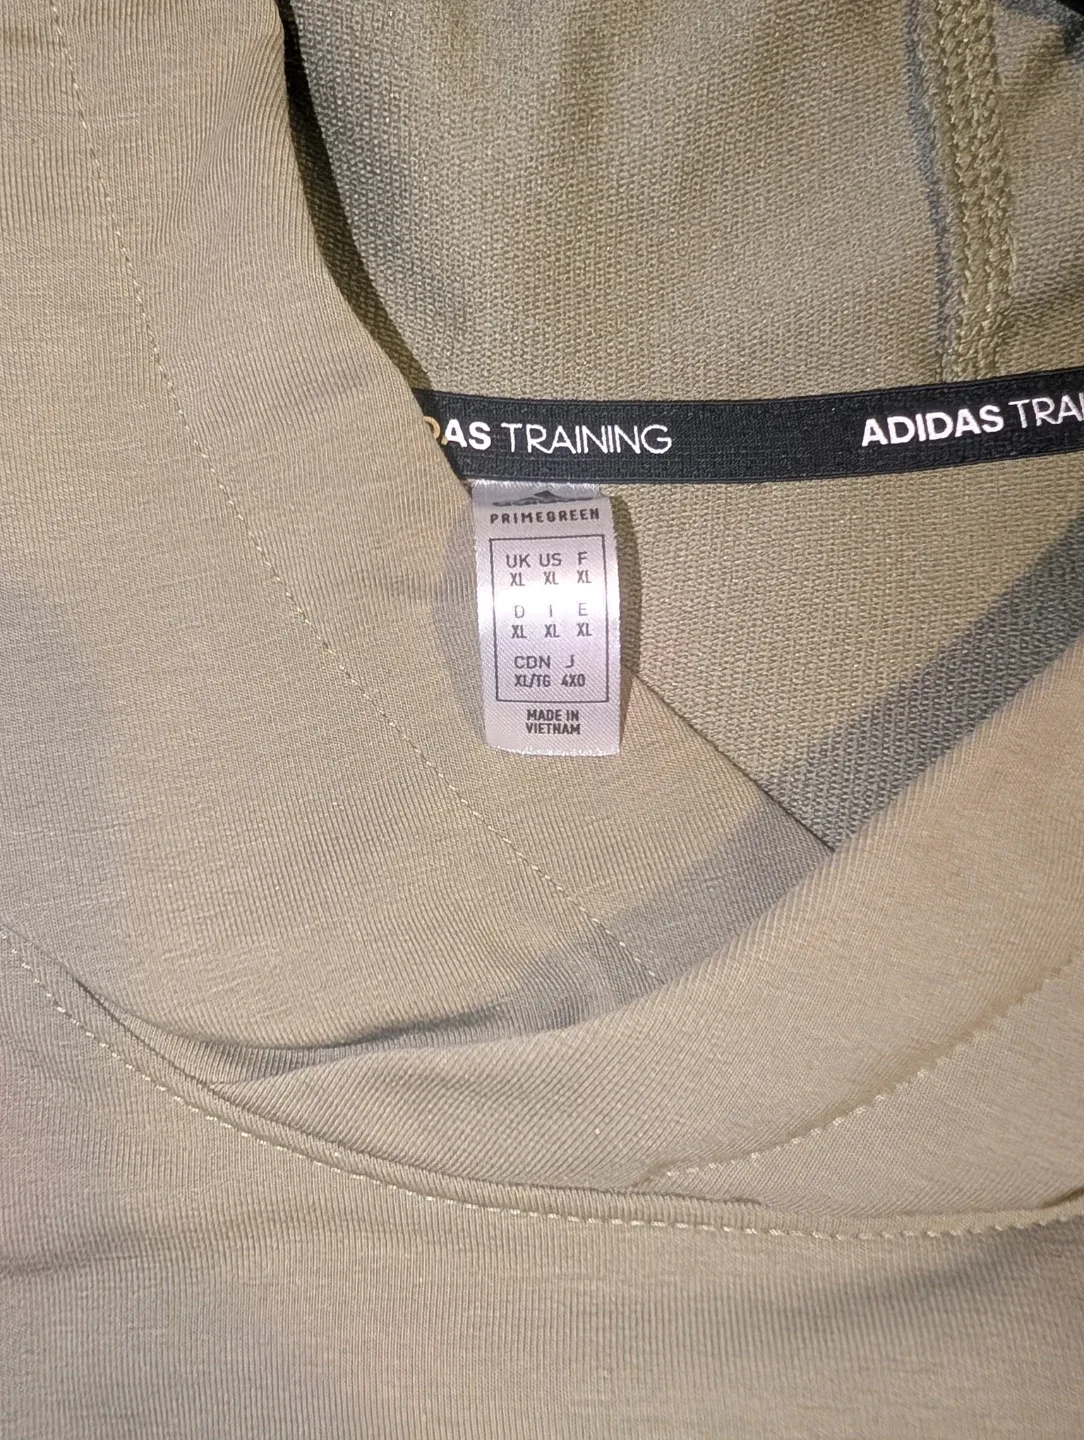 DAS TRAINING
ADIDAS TRAI
adidas
PRIMEGREEN
UK US F
XL XL XL
D I E
XL XL XL
CDN J
XL/TG 4XO
MADE IN
VIETNAM